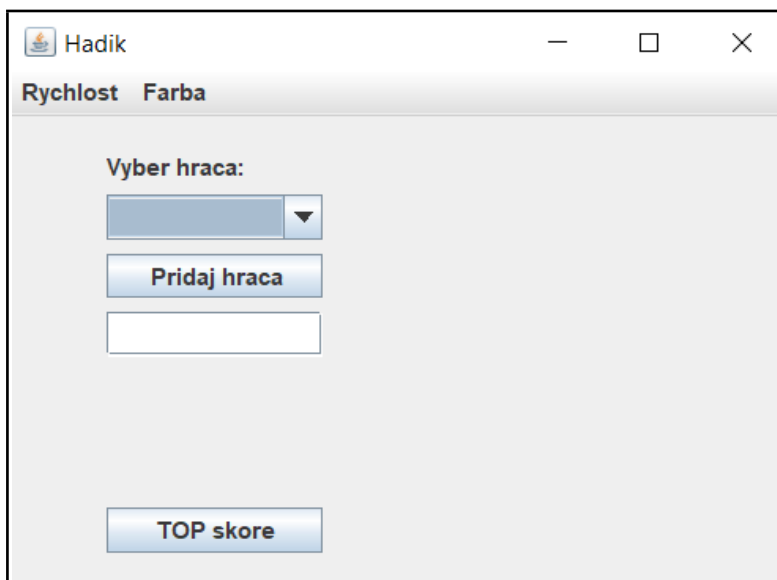 Hadik
Rychlost Farba
Vyber hraca:
Pridaj hraca
TOP skore